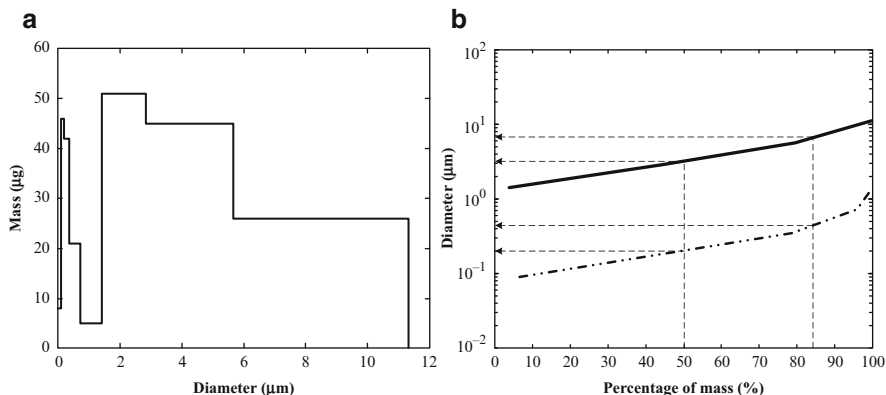 a
60
50
40
30
20
10
0
Mass (µg)
0 2 4 6 8 10 12
Diameter (µm)
b
10²
10¹
10⁰
10⁻¹
10⁻²
Diameter (µm)
0 10 20 30 40 50 60 70 80 90 100
Percentage of mass (%)